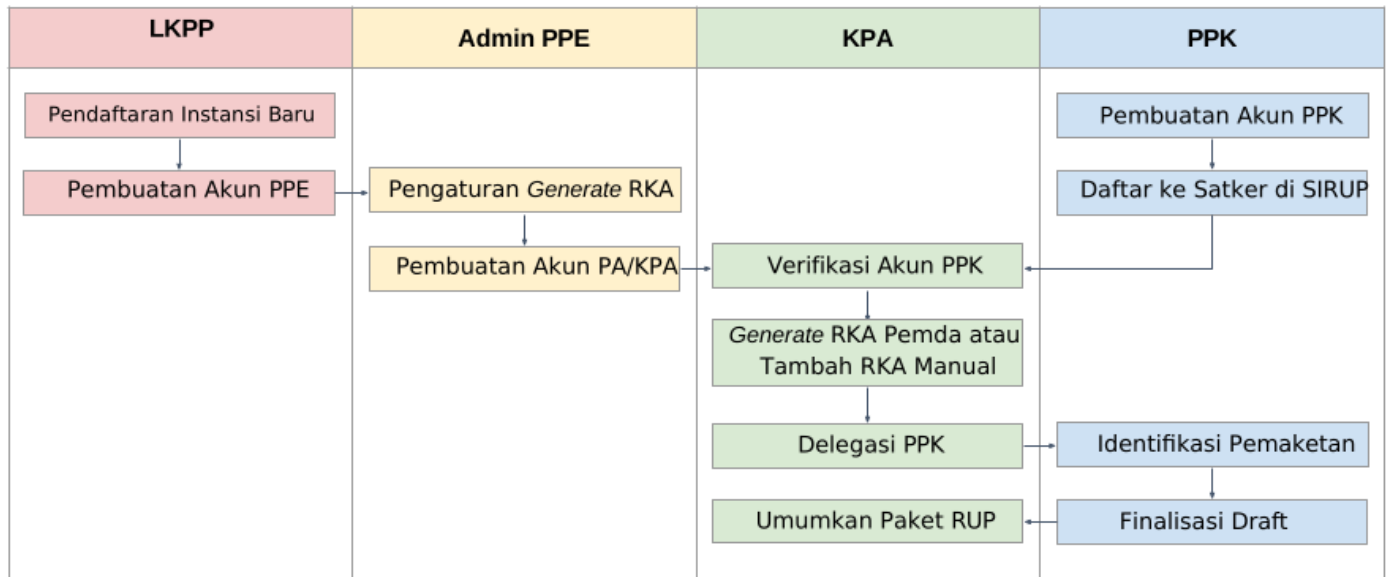 LKPP
Admin PPE
KPA
PPK
Pendaftaran Instansi Baru
Pembuatan Akun PPK
Pembuatan Akun PPE
Pengaturan Generate RKA
Daftar ke Satker di SIRUP
Pembuatan Akun PA/KPA
Verifikasi Akun PPK
Generate RKA Pemda atau
Tambah RKA Manual
Delegasi PPK
Identifikasi Pemaketan
Umumkan Paket RUP
Finalisasi Draft